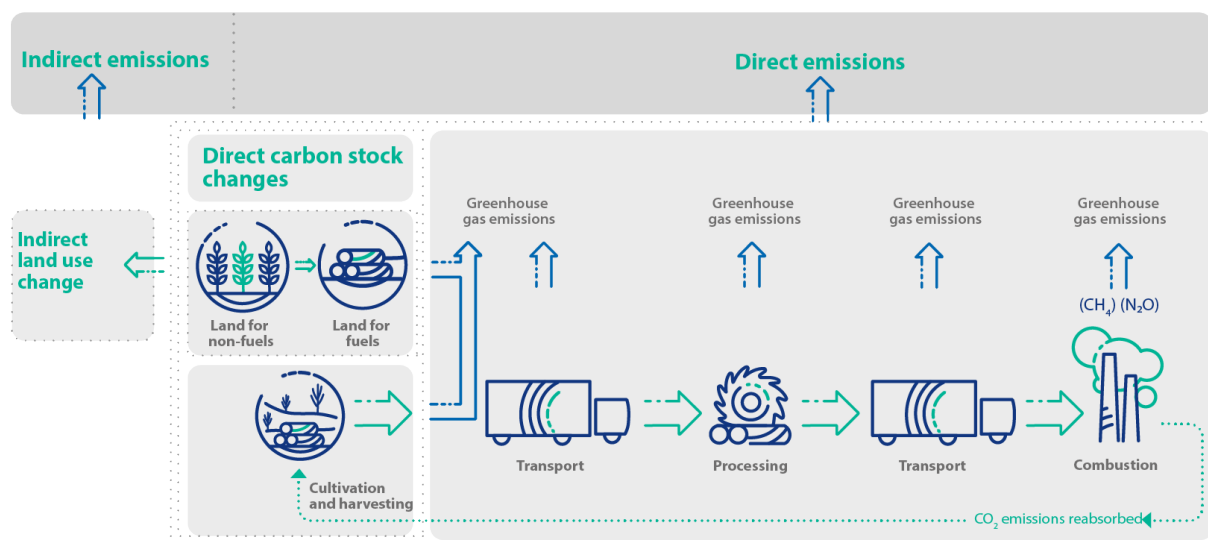 Indirect emissions
Direct emissions
Direct carbon stock
changes
Indirect
land use
change
Land for
non-fuels
Land for
fuels
Greenhouse
gas emissions
Greenhouse
gas emissions
Greenhouse
gas emissions
Greenhouse
gas emissions
(CH₄) (N₂O)
Transport
Processing
Transport
Combustion
Cultivation
and harvesting
CO₂ emissions reabsorbed